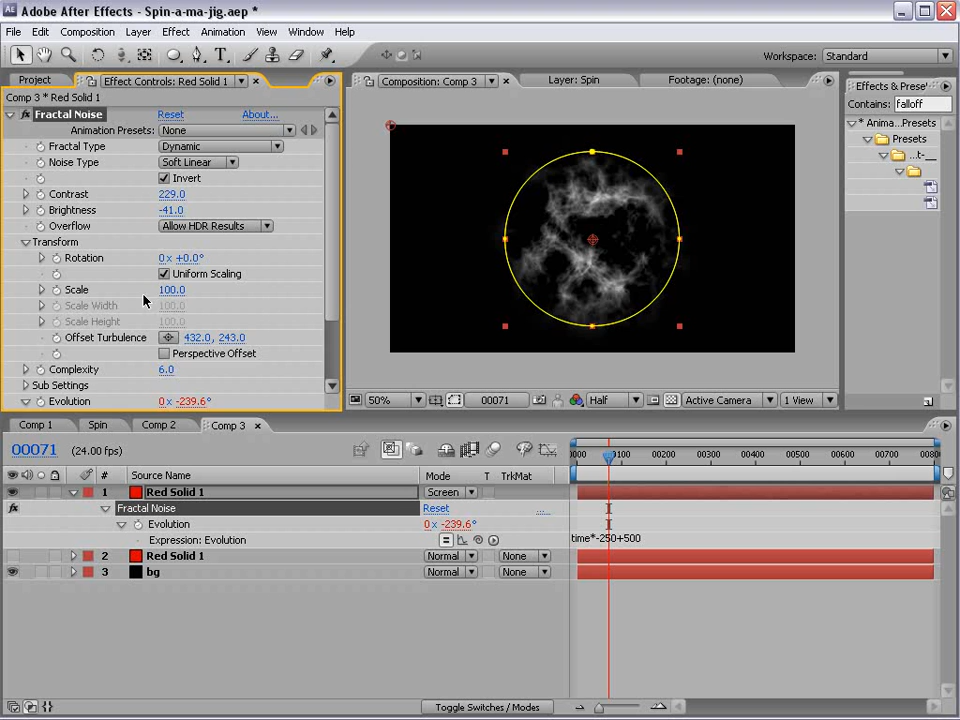 Adobe After Effects - Spin-a-ma-jig.aep *
File Edit Composition Layer Effect Animation View Window Help
Workspace: Standard
Project Effect Controls: Red Solid 1 Composition: Comp 3 Layer: Spin Footage: (none) Effects & Prese
Comp 3 * Red Solid 1
Contains: falloff
Fractal Noise Reset About...
* Anima...Presets
Animation Presets: None
Presets
Fractal Type Dynamic
...t-__
Noise Type Soft Linear
Invert
Contrast 229.0
Brightness -41.0
Overflow Allow HDR Results
Transform
Rotation 0 x +0.0°
Uniform Scaling
Scale 100.0
Scale Width 100.0
Scale Height 100.0
Offset Turbulence 432.0, 243.0
Perspective Offset
Complexity 6.0
Sub Settings
Evolution 0 x -239.6°
50% 00071 Half Active Camera 1 View
Comp 1 Spin Comp 2 Comp 3
00071 (24.00 fps)
0000 00100 00200 00300 00400 00500 00600 00700 0080
# Source Name Mode T TrkMat
1 Red Solid 1 Screen
fx Fractal Noise Reset ...
Evolution 0 x -239.6°
Expression: Evolution time*-250+500
2 Red Solid 1 Normal None
3 bg Normal None
Toggle Switches / Modes